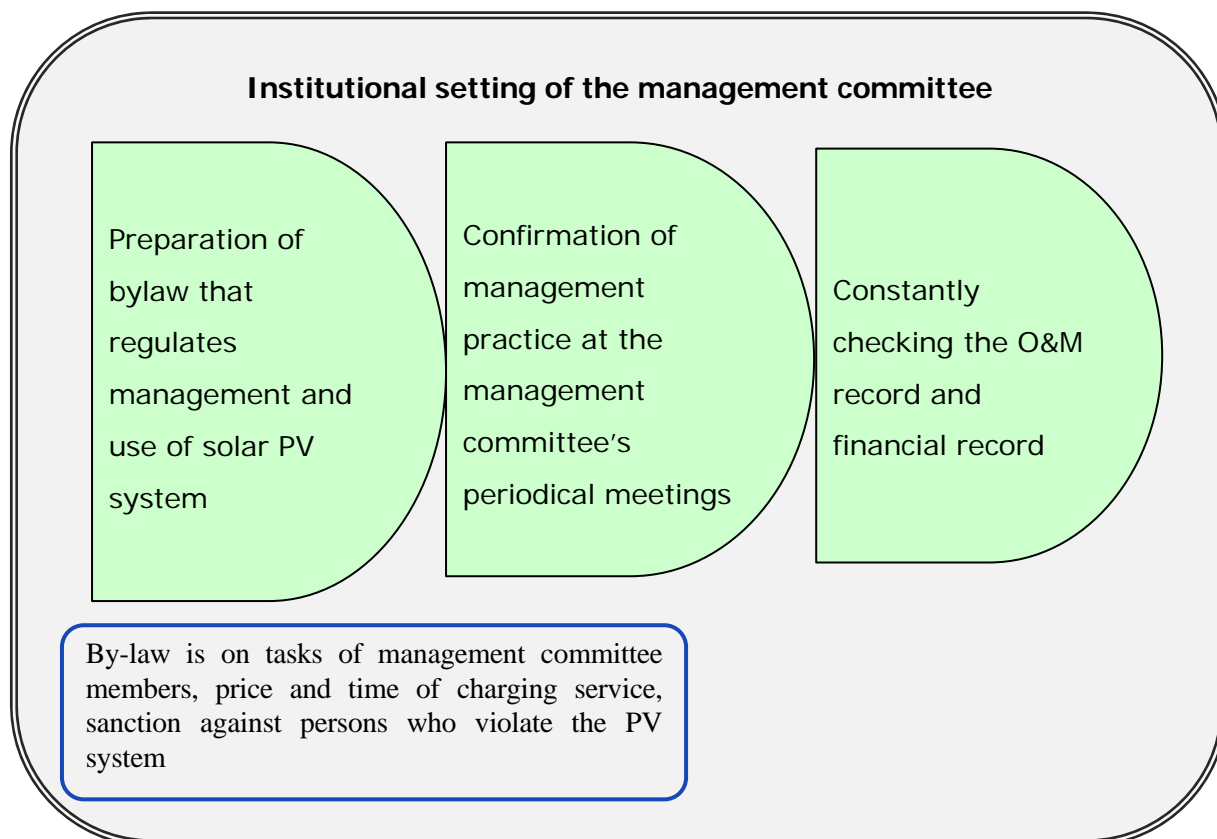 Institutional setting of the management committee
Preparation of
bylaw that
regulates
management and
use of solar PV
system
Confirmation of
management
practice at the
management
committee's
periodical meetings
Constantly
checking the O&M
record and
financial record
By-law is on tasks of management committee
members, price and time of charging service,
sanction against persons who violate the PV
system